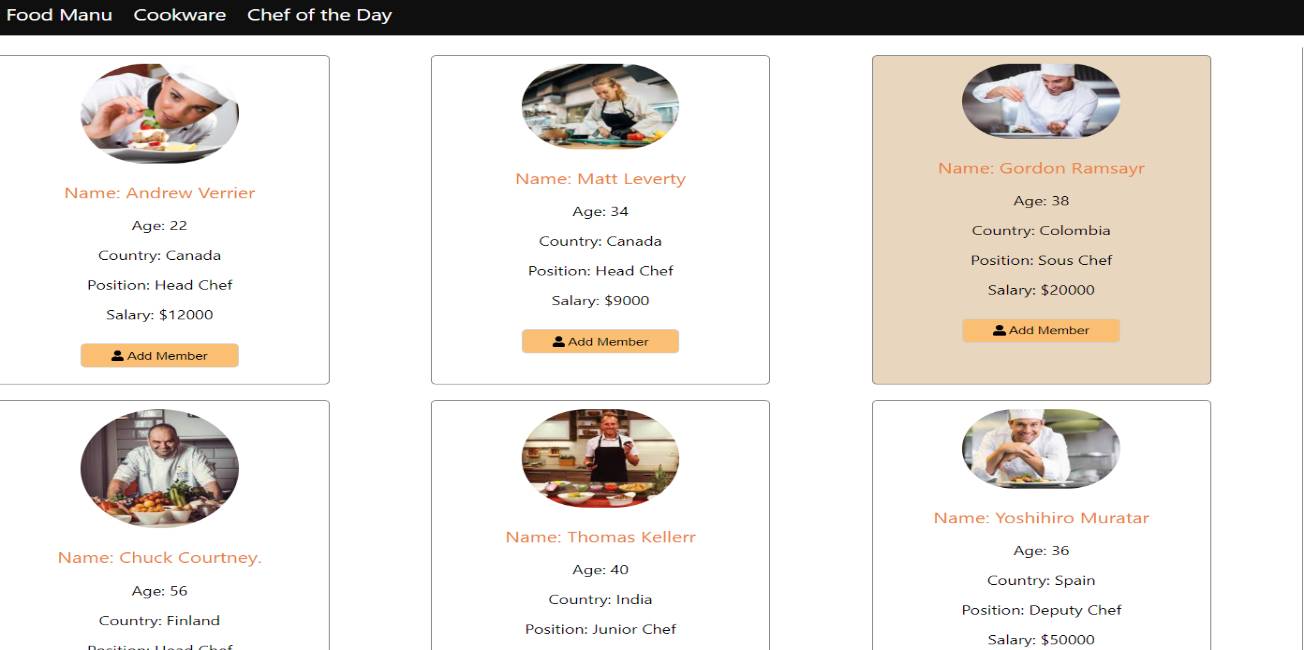 Food Manu Cookware Chef of the Day
Name: Andrew Verrier
Age: 22
Country: Canada
Position: Head Chef
Salary: $12000
Add Member
Name: Matt Leverty
Age: 34
Country: Canada
Position: Head Chef
Salary: $9000
Add Member
Name: Gordon Ramsayr
Age: 38
Country: Colombia
Position: Sous Chef
Salary: $20000
Add Member
Name: Chuck Courtney.
Age: 56
Country: Finland
Position: Head Chef
Name: Thomas Kellerr
Age: 40
Country: India
Position: Junior Chef
Name: Yoshihiro Muratar
Age: 36
Country: Spain
Position: Deputy Chef
Salary: $50000